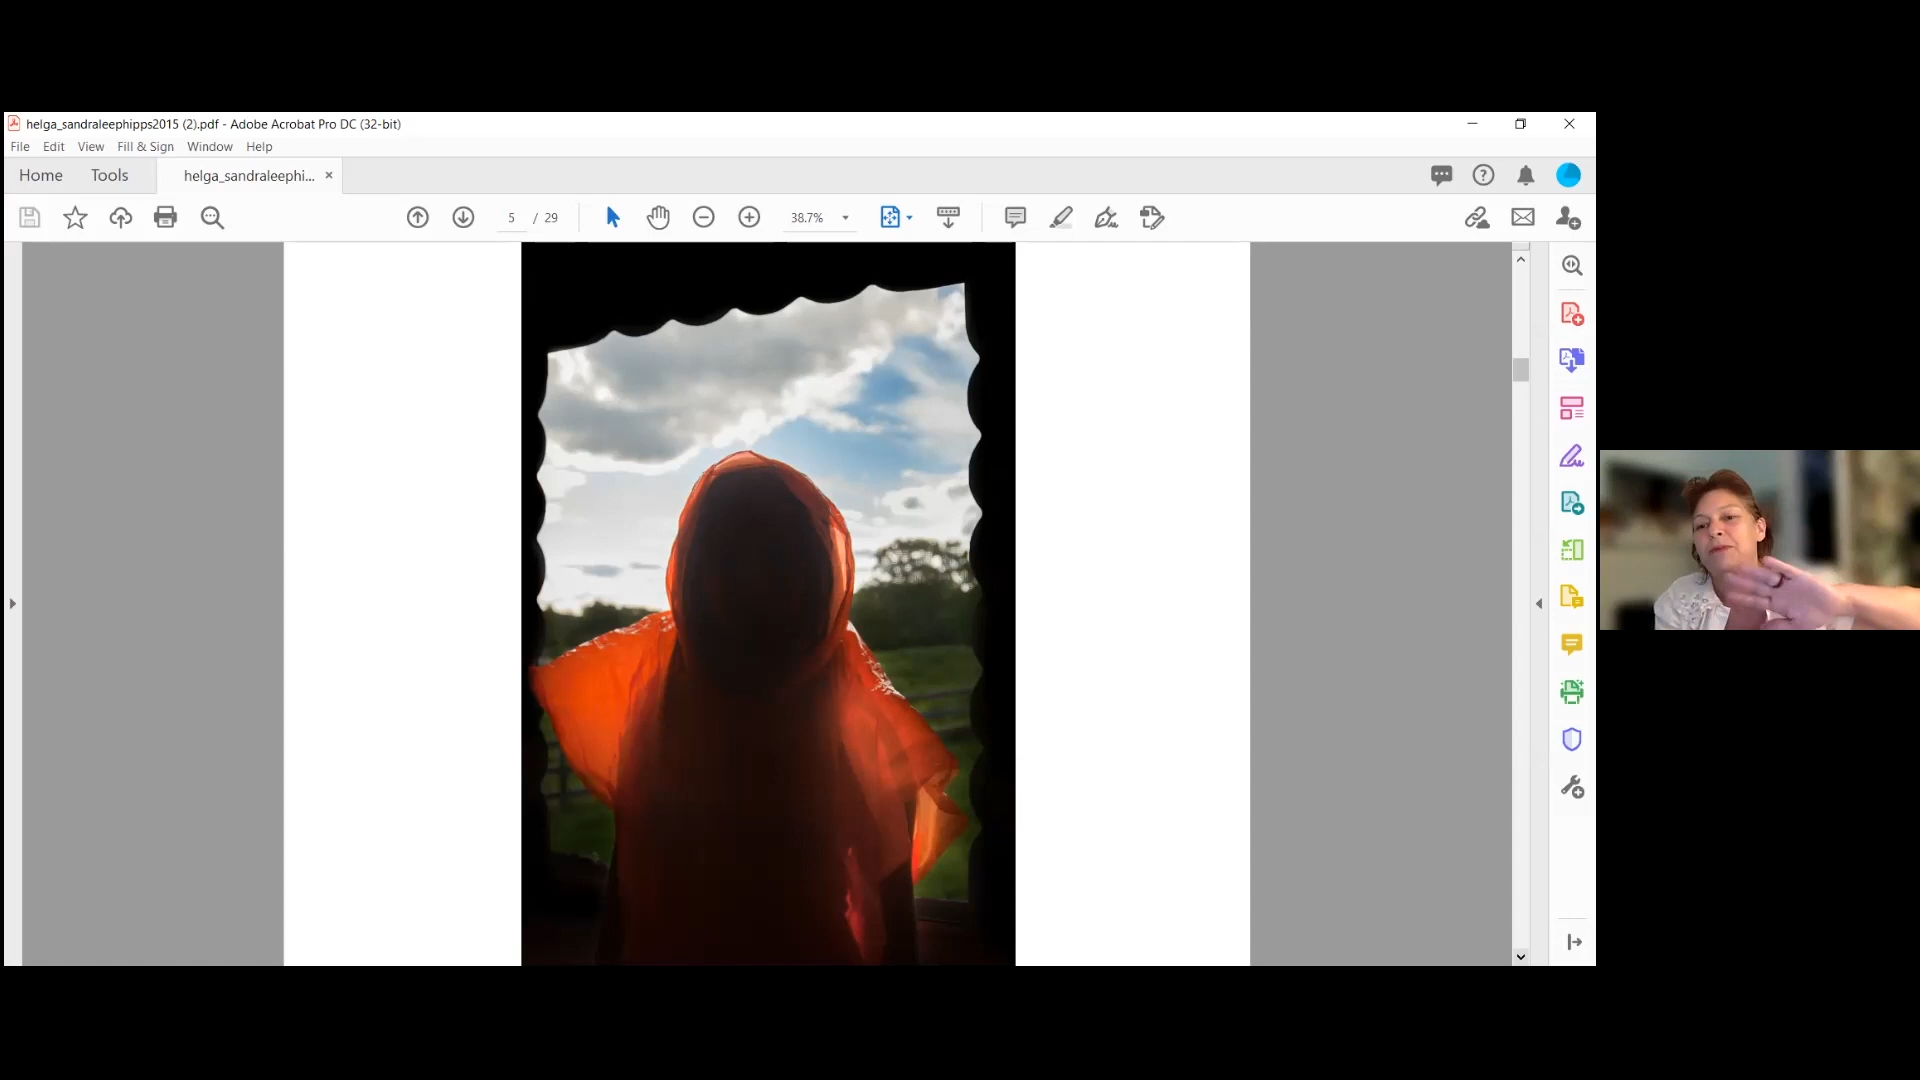 helga_sandraleephipps2015 (2).pdf - Adobe Acrobat Pro DC (32-bit)
File Edit View Fill & Sign Window Help
Home Tools helga_sandraleephi... ×
5 / 29 38.7%